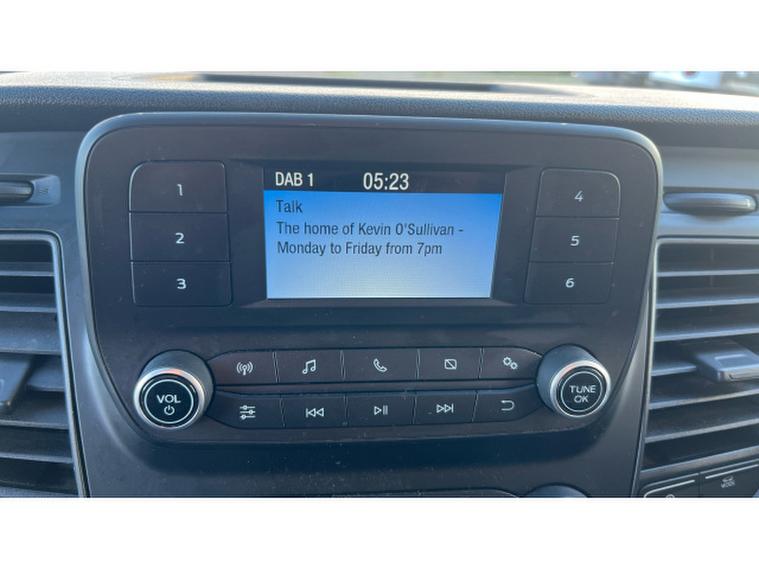 DAB 1 05:23
Talk
The home of Kevin O'Sullivan -
Monday to Friday from 7pm
1
2
3
4
5
6
VOL
TUNE
OK
MODE